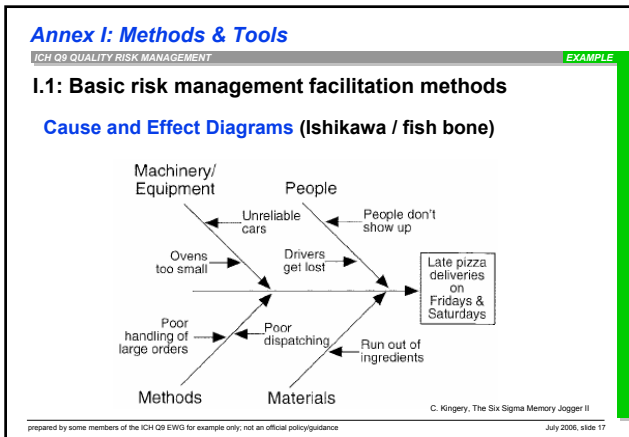 Annex I: Methods & Tools
ICH Q9 QUALITY RISK MANAGEMENT
EXAMPLE
I.1: Basic risk management facilitation methods
Cause and Effect Diagrams (Ishikawa / fish bone)
Machinery/
Equipment
People
Unreliable
cars
People don't
show up
Ovens
too small
Drivers
get lost
Late pizza
deliveries
on
Fridays &
Saturdays
Poor
handling of
large orders
Poor
dispatching
Run out of
ingredients
Methods
Materials
C. Kingery, The Six Sigma Memory Jogger II
prepared by some members of the ICH Q9 EWG for example only; not an official policy/guidance
July 2006, slide 17